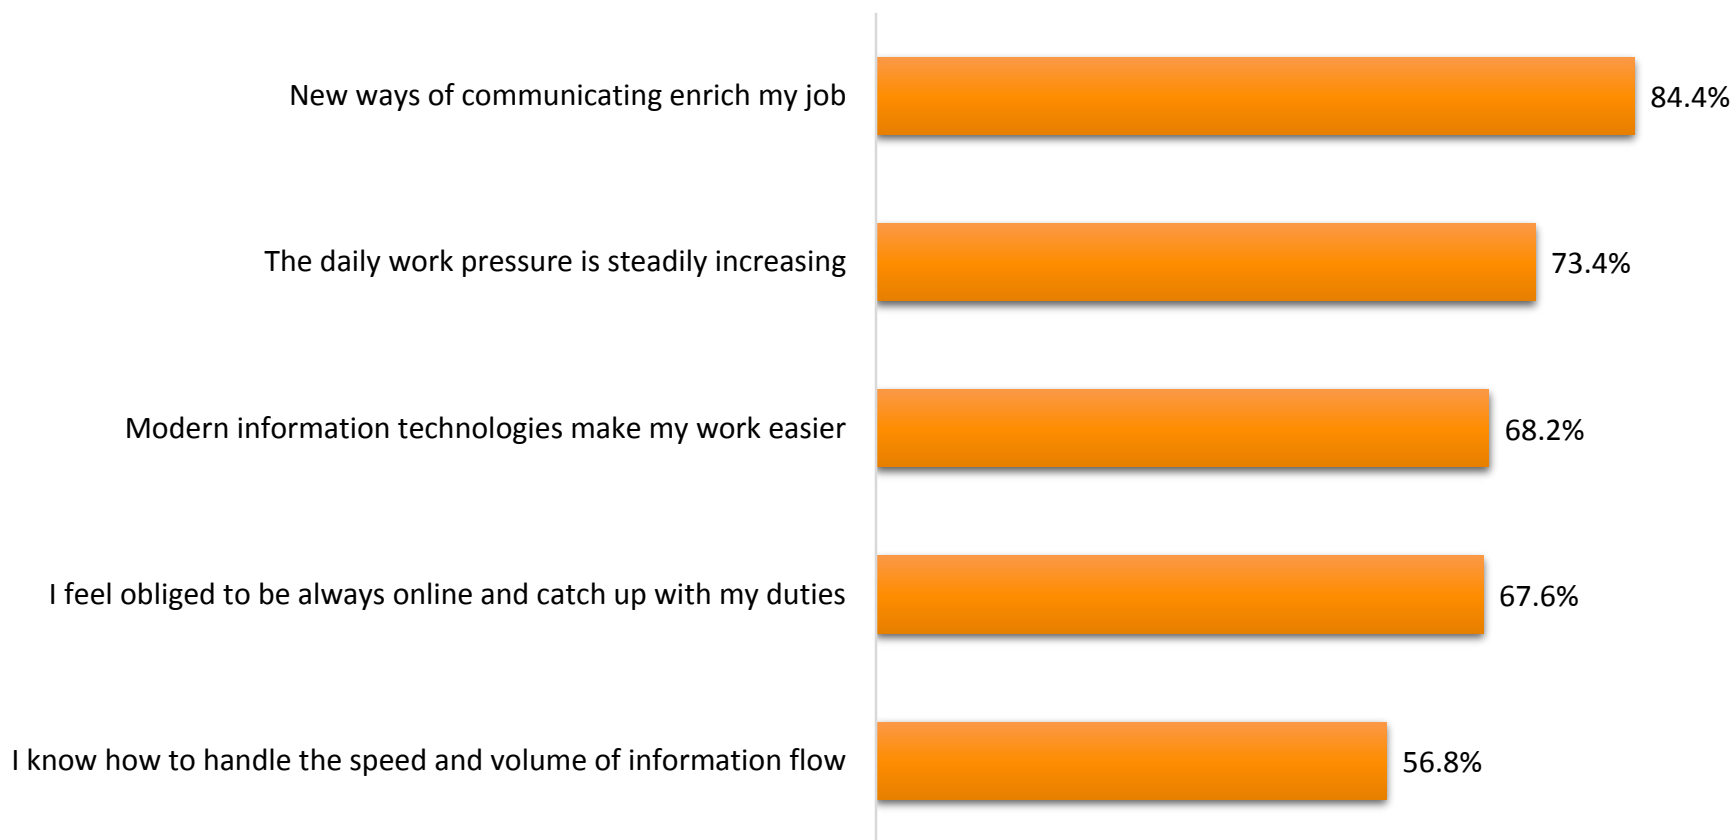 New ways of communicating enrich my job
84.4%
The daily work pressure is steadily increasing
73.4%
Modern information technologies make my work easier
68.2%
I feel obliged to be always online and catch up with my duties
67.6%
I know how to handle the speed and volume of information flow
56.8%